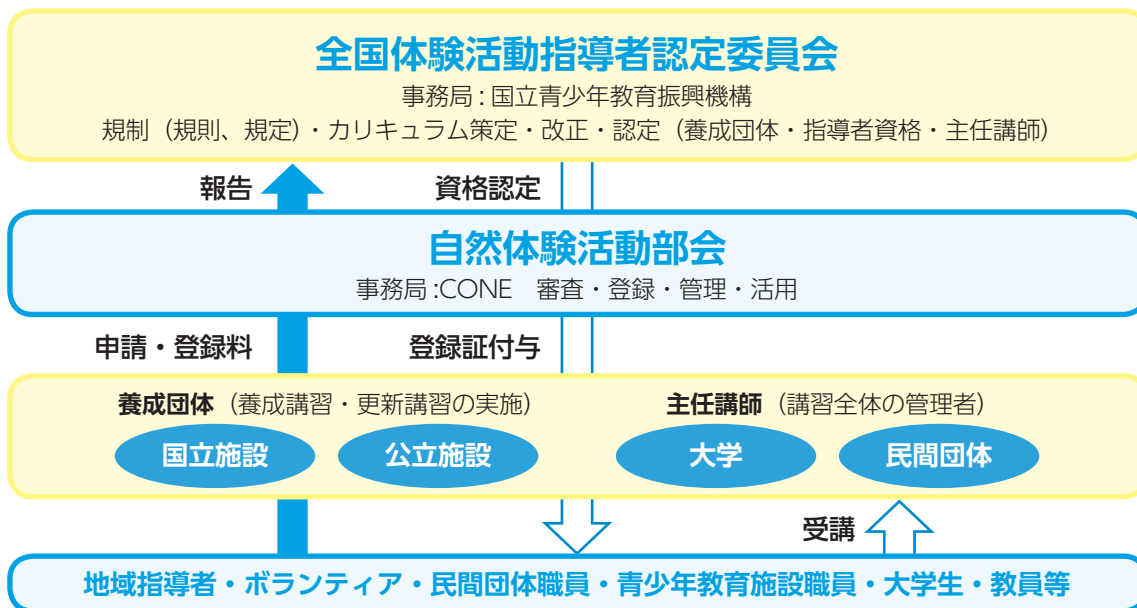 全国体験活動指導者認定委員会
事務局:国立青少年教育振興機構
規制（規則、規定）・カリキュラム策定・改正・認定（養成団体・指導者資格・主任講師）
報告
資格認定
自然体験活動部会
事務局:CONE　審査・登録・管理・活用
申請・登録料
登録証付与
養成団体（養成講習・更新講習の実施）
主任講師（講習全体の管理者）
国立施設
公立施設
大学
民間団体
受講
地域指導者・ボランティア・民間団体職員・青少年教育施設職員・大学生・教員等